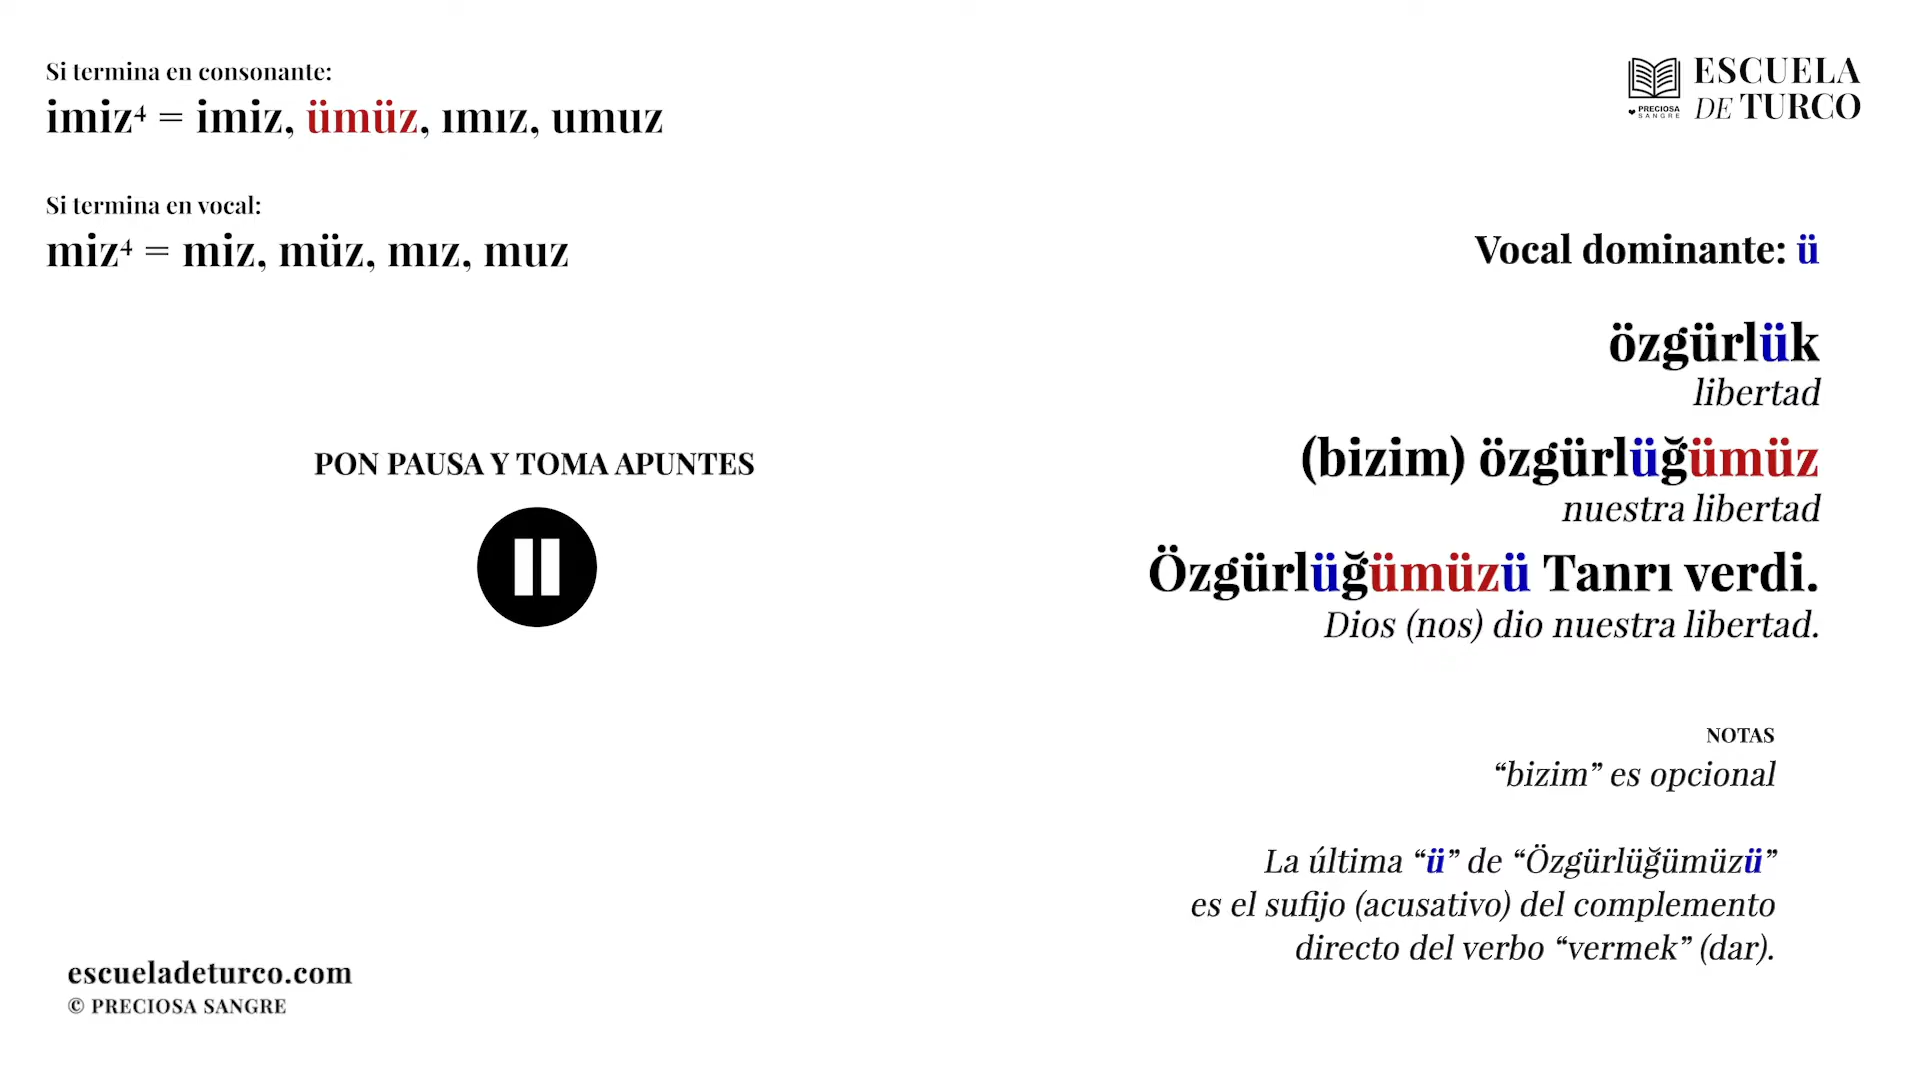 Si termina en consonante:
imiz⁴ = imiz, ümüz, ımız, umuz
Si termina en vocal:
miz⁴ = miz, müz, mız, muz
PON PAUSA Y TOMA APUNTES
escueladeturco.com
© PRECIOSA SANGRE
PRECIOSA
SANGRE
ESCUELA
DE TURCO
Vocal dominante: ü
özgürlük
libertad
(bizim) özgürlüğümüz
nuestra libertad
Özgürlüğümüzü Tanrı verdi.
Dios (nos) dio nuestra libertad.
NOTAS
“bizim” es opcional
La última “ü” de “Özgürlüğümüzü”
es el sufijo (acusativo) del complemento
directo del verbo “vermek” (dar).